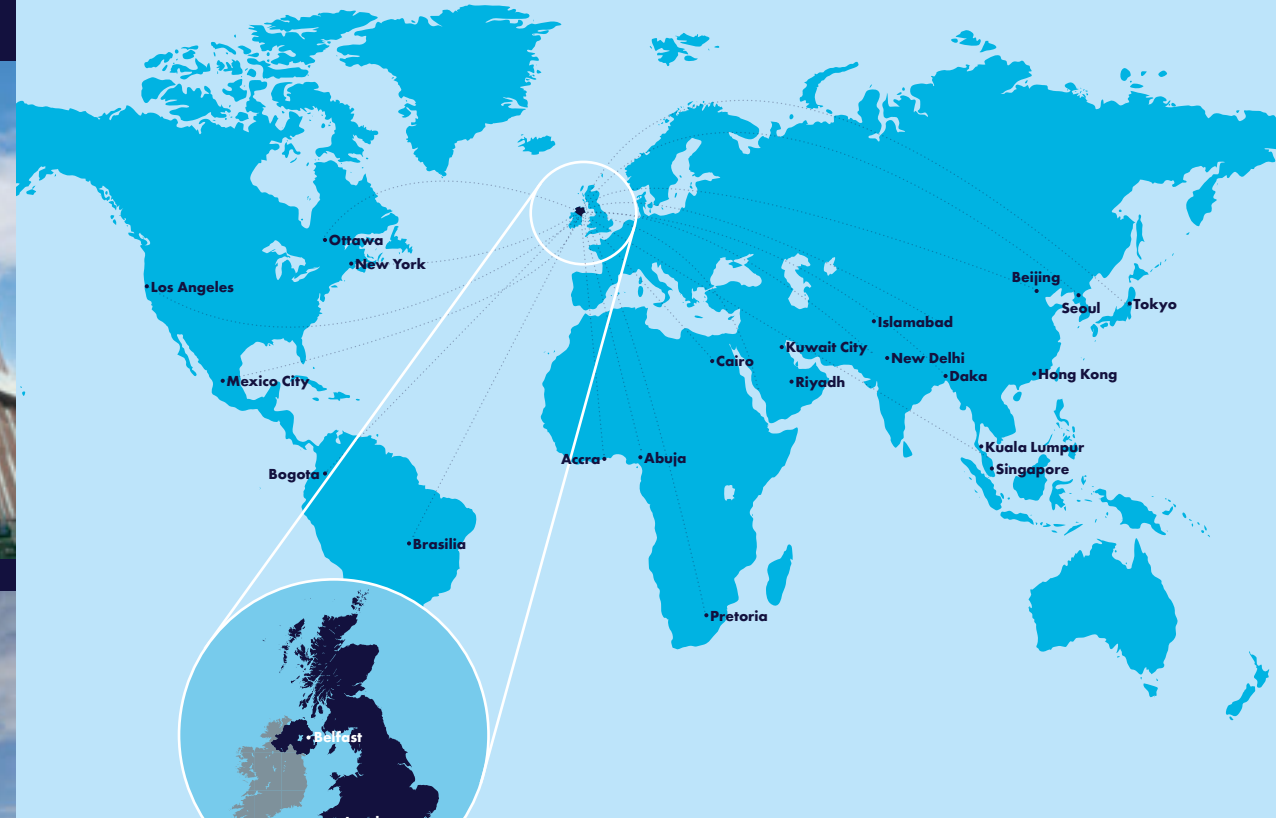 Ottawa
New York
Beijing
Los Angeles
Seoul
Tokyo
Islamabad
Kuwait City
New Delhi
Cairo
Hong Kong
Daka
Mexico City
Riyadh
Kuala Lumpur
Accra
Abuja
Singapore
Bogota
Brasilia
Pretoria
Belfast